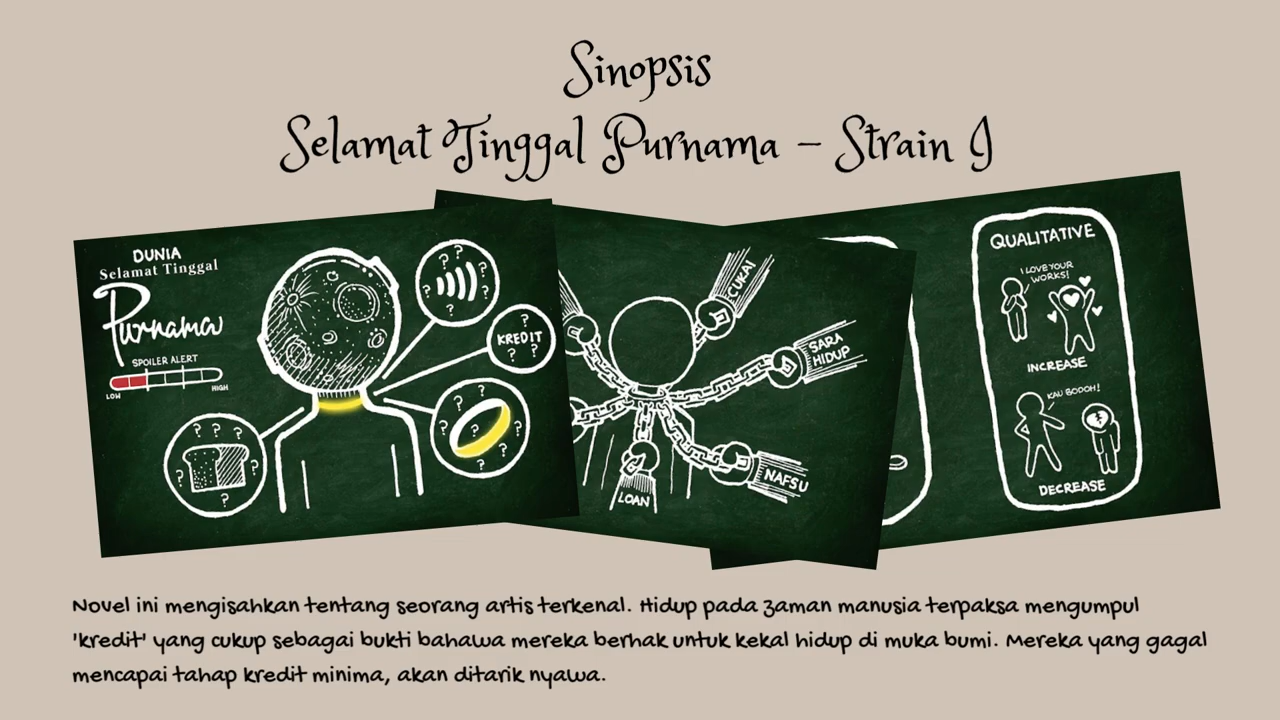 Sinopsis
Selamat Tinggal Purnama - Strain I
DUNIA
Selamat Tinggal
Purnama
SPOILER ALERT
LOW
HIGH
? ? ? ? ? ?
? KREDIT ? ?
? ? ? ? ? ?
? ? ? ? ? ?
CUKAI
SARA
HIDUP
NAFSU
LOAN
QUALITATIVE
I LOVE YOUR
WORKS!
INCREASE
KAU BODOH!
DECREASE
Novel ini mengisahkan tentang seorang artis terkenal. Hidup pada zaman manusia terpaksa mengumpul
'kredit' yang cukup sebagai bukti bahawa mereka berhak untuk kekal hidup di muka bumi. Mereka yang gagal
mencapai tahap kredit minima, akan ditarik nyawa.